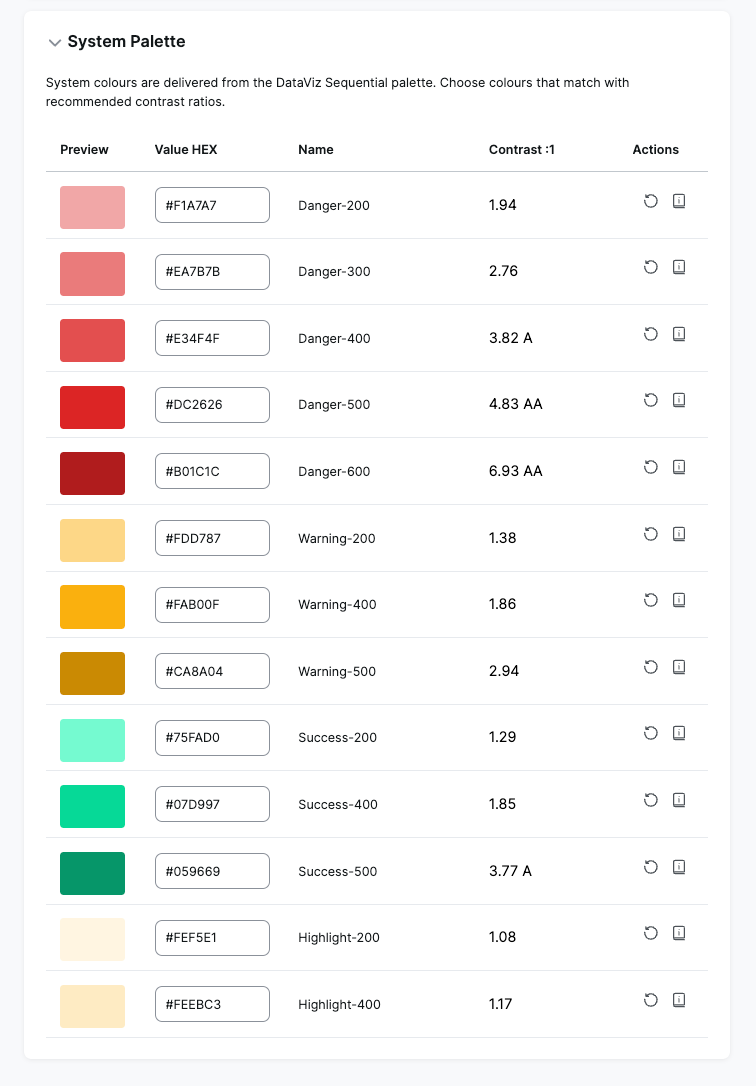 System Palette
System colours are delivered from the DataViz Sequential palette. Choose colours that match with
recommended contrast ratios.
Preview Value HEX Name Contrast :1 Actions
#F1A7A7 Danger-200 1.94
#EA7B7B Danger-300 2.76
#E34F4F Danger-400 3.82 A
#DC2626 Danger-500 4.83 AA
#B01C1C Danger-600 6.93 AA
#FDD787 Warning-200 1.38
#FAB00F Warning-400 1.86
#CA8A04 Warning-500 2.94
#75FAD0 Success-200 1.29
#07D997 Success-400 1.85
#059669 Success-500 3.77 A
#FEF5E1 Highlight-200 1.08
#FEEBC3 Highlight-400 1.17